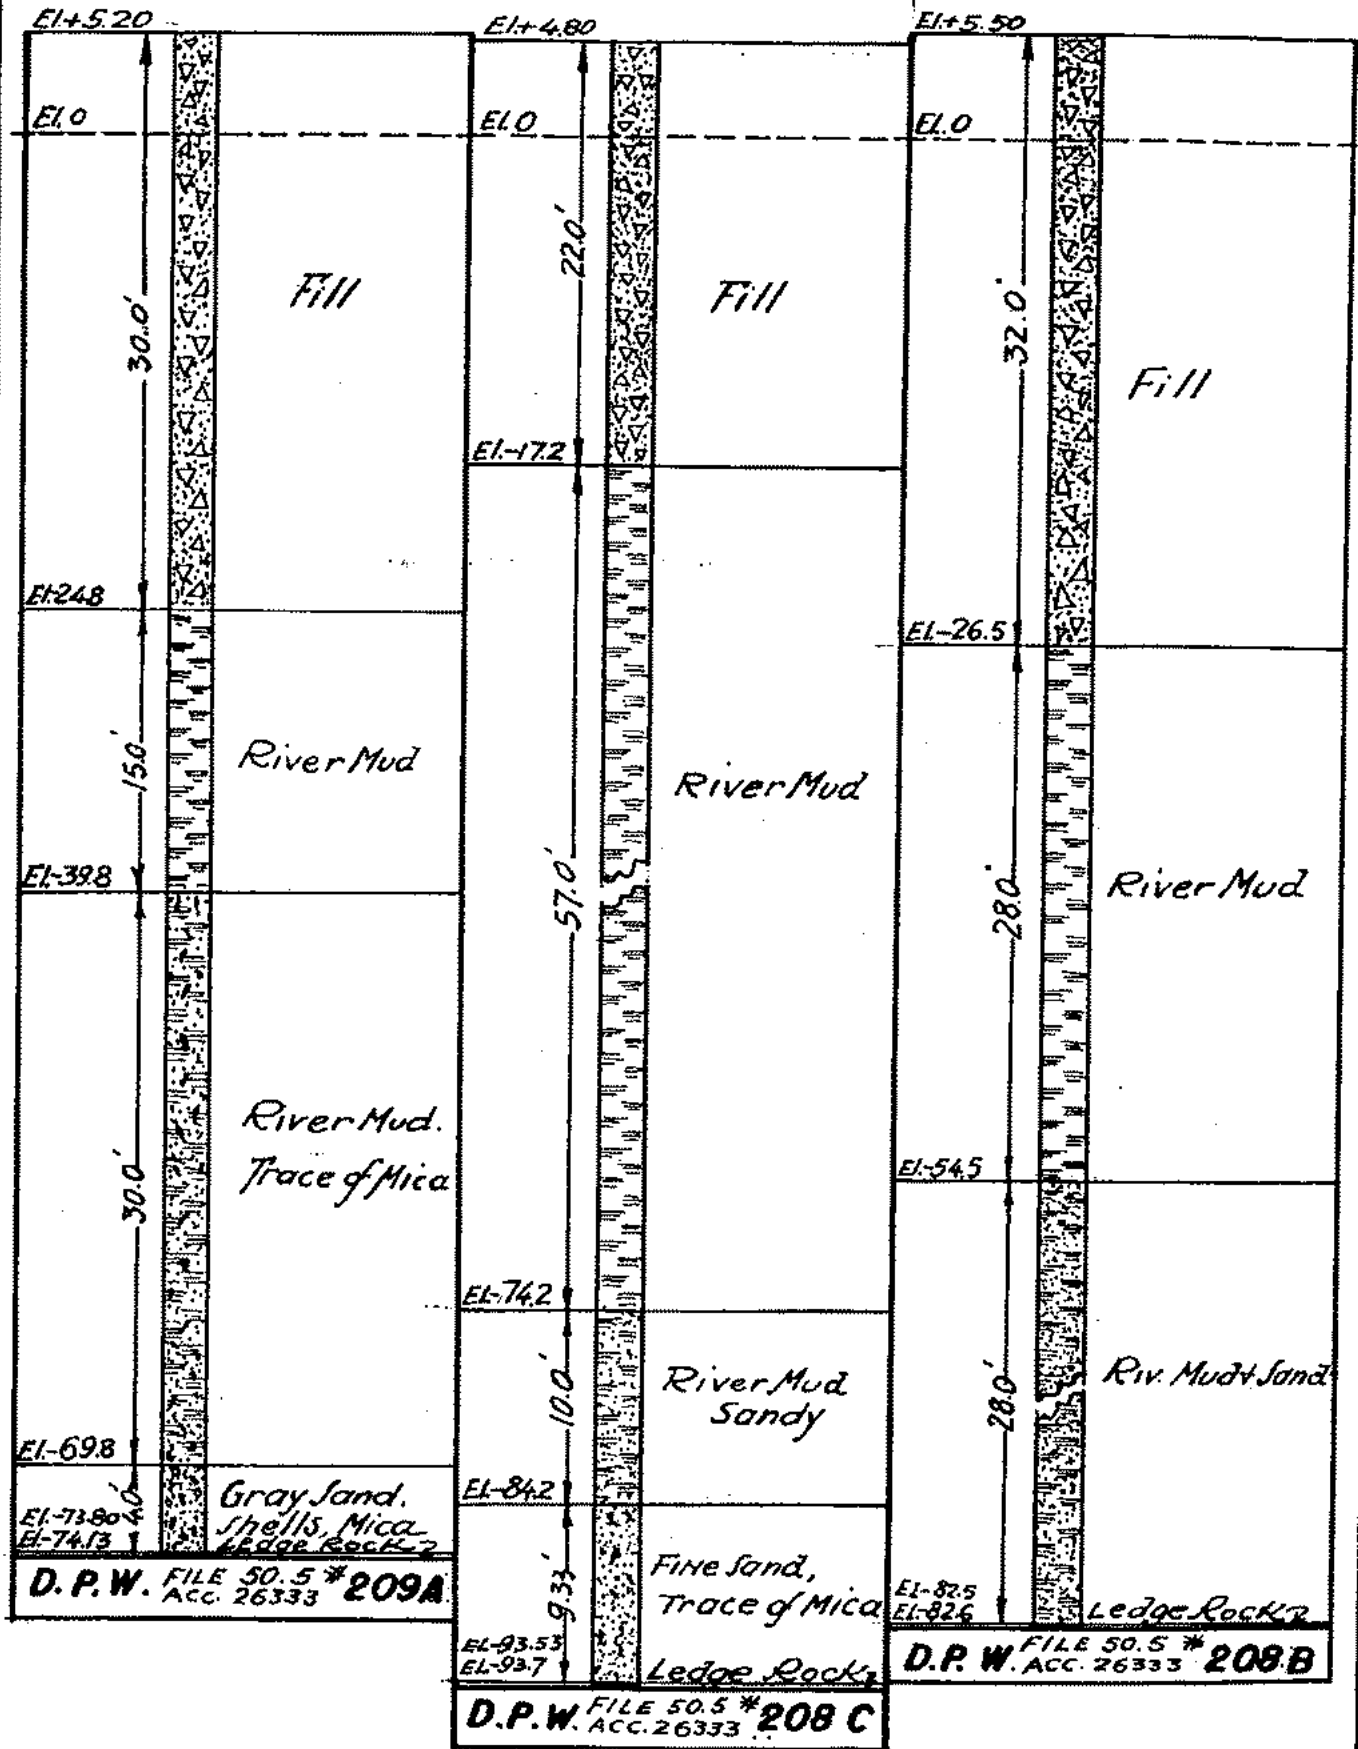 El.+5.20
El.0
30.0'
Fill
El.-24.8
15.0'
River Mud
El.-39.8
30.0'
River Mud.
Trace of Mica
El.-69.8
4.0'
Gray Sand.
Shells, Mica
Ledge Rock
El.-73.80
El.-74.13
D.P.W. FILE 50.5 # 209A
ACC. 26333
El.+4.80
El.0
22.0'
Fill
El.-17.2
57.0'
River Mud
El.-74.2
10.0'
River Mud
Sandy
El.-84.2
9.33'
Fine Sand,
Trace of Mica
El.-93.53
El.-93.7
Ledge Rock
D.P.W. FILE 50.5 # 208 C
ACC. 26333
El.+5.50
El.0
32.0'
Fill
El.-26.5
28.0'
River Mud
El.-54.5
28.0'
Riv. Mud & Sand
El.-82.5
El.-82.6
Ledge Rock
D.P.W. FILE 50.5 # 208 B
ACC. 26333